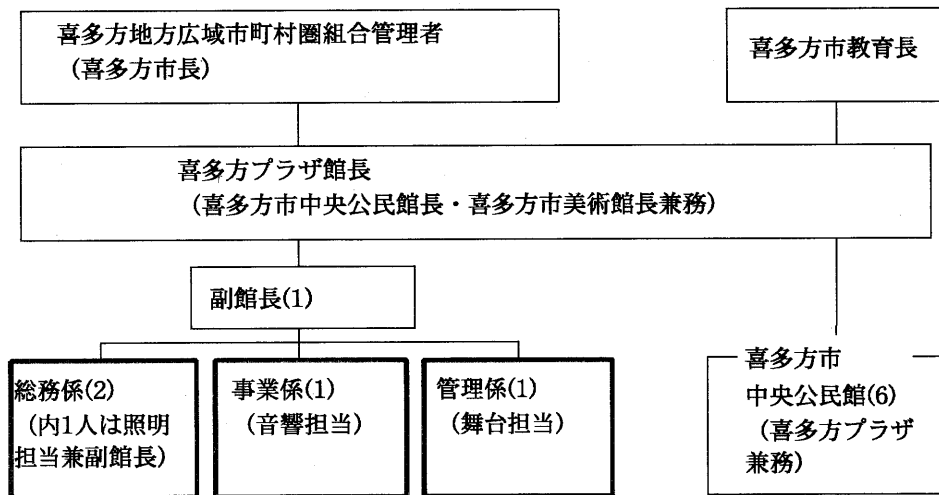 喜多方地方広域市町村圏組合管理者
(喜多方市長)
喜多方市教育長
喜多方プラザ館長
(喜多方市中央公民館長・喜多方市美術館長兼務)
副館長(1)
総務係(2)
(内1人は照明
担当兼副館長)
事業係(1)
(音響担当)
管理係(1)
(舞台担当)
喜多方市
中央公民館(6)
(喜多方プラザ
兼務)